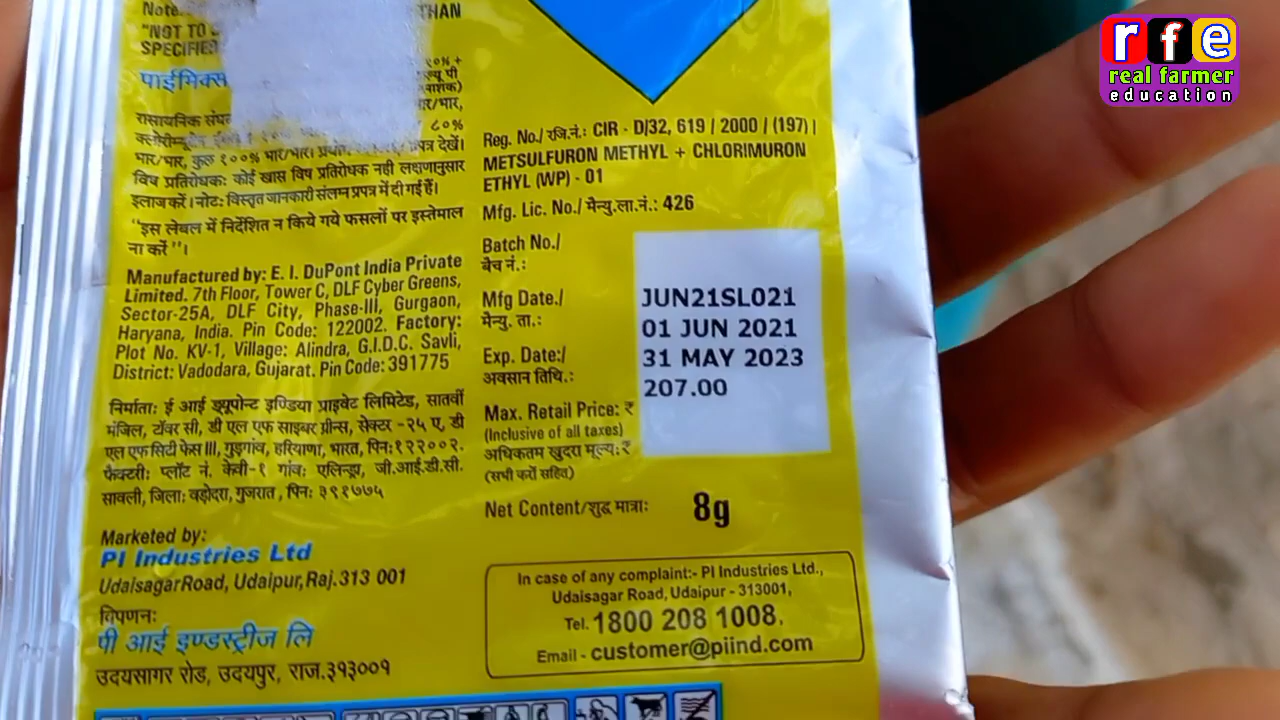 Note:
THAN
"NOT TO
SPECIFIED
पाईमिक्स
१०%+
रासायनिक
८०%
भार/भार, कुल १००% भार/भार। देखें।
विष प्रतिरोधक: कोई खास विष प्रतिरोधक नही लक्षणानुसार
इलाज करें। नोट: विस्तृत जानकारी संलग्न प्रपत्र में दी गई हैं।
"इस लेबल में निर्देशित न किये गये फसलों पर इस्तेमाल
ना करें"।
Manufactured by: E. I. DuPont India Private
Limited. 7th Floor, Tower C, DLF Cyber Greens,
Sector-25A, DLF City, Phase-III, Gurgaon,
Haryana, India. Pin Code: 122002. Factory:
Plot No. KV-1, Village: Alindra, G.I.D.C. Savli,
District: Vadodara, Gujarat. Pin Code: 391775
निर्माता: ई आई ड्यूपोन्ट इण्डिया प्राइवेट लिमिटेड, सातवीं
मंजिल, टॉवर सी, डी एल एफ साइबर ग्रीन्स, सेक्टर -२५ ए, डी
एल एफ सिटी फेस III, गुड़गांव, हरियाणा, भारत, पिन:१२२००२.
फैक्टरी: प्लॉट नं. केवी-१ गांव: एलिन्ड्रा, जी.आई.डी.सी.
सावली, जिला: वड़ोदरा, गुजरात, पिन: ३९१७७५
Marketed by:
PI Industries Ltd
Udaisagar Road, Udaipur, Raj. 313 001
विपणन:
पी आई इण्डस्ट्रीज लि
उदयसागर रोड, उदयपुर, राज.३१३००१
Reg. No./ रजि.नं.: CIR - D/32, 619 / 2000 / (197) |
METSULFURON METHYL + CHLORIMURON
ETHYL (WP) - 01
Mfg. Lic. No./ मैन्यु.ला.नं.: 426
Batch No./
बेच नं.:
JUN21SL021
Mfg Date./
मैन्यु. ता.:
01 JUN 2021
Exp. Date:/
अवसान तिथि.:
31 MAY 2023
207.00
Max. Retail Price: ₹
(Inclusive of all taxes)
अधिकतम खुदरा मूल्य:₹
(सभी करों सहित)
Net Content/शुद्ध मात्रा: 8g
In case of any complaint:- PI Industries Ltd.,
Udaisagar Road, Udaipur - 313001,
Tel. 1800 208 1008,
Email - customer@piind.com
rfe
real farmer
education